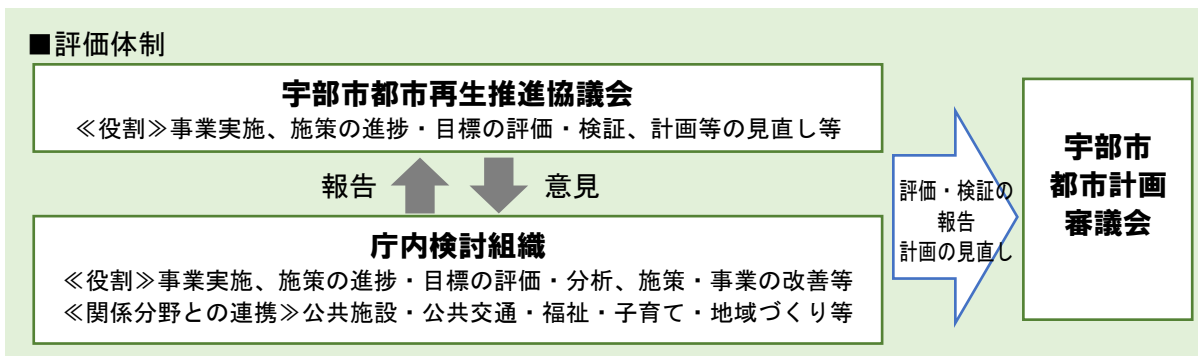 ■評価体制
宇部市都市再生推進協議会
≪役割≫事業実施、施策の進捗・目標の評価・検証、計画等の見直し等
報告
意見
庁内検討組織
≪役割≫事業実施、施策の進捗・目標の評価・分析、施策・事業の改善等
≪関係分野との連携≫公共施設・公共交通・福祉・子育て・地域づくり等
評価・検証の
報告
計画の見直し
宇部市
都市計画
審議会